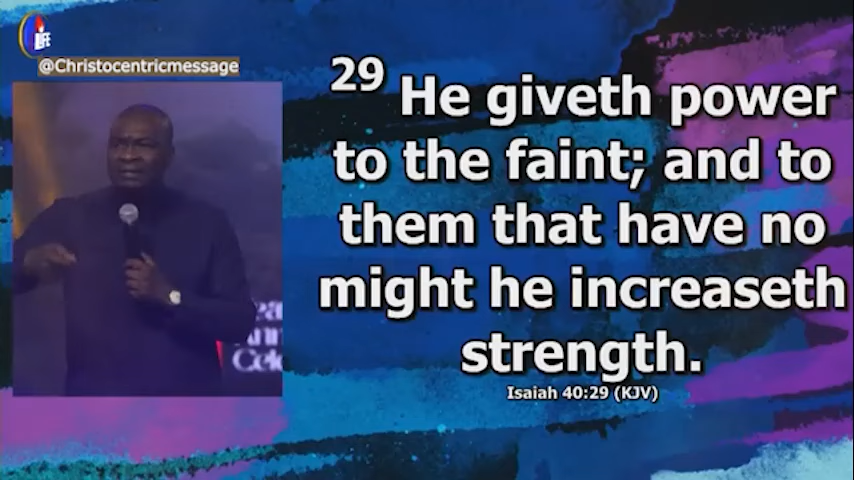 LIFE
@Christocentricmessage
29 He giveth power
to the faint; and to
them that have no
might he increaseth
strength.
Isaiah 40:29 (KJV)